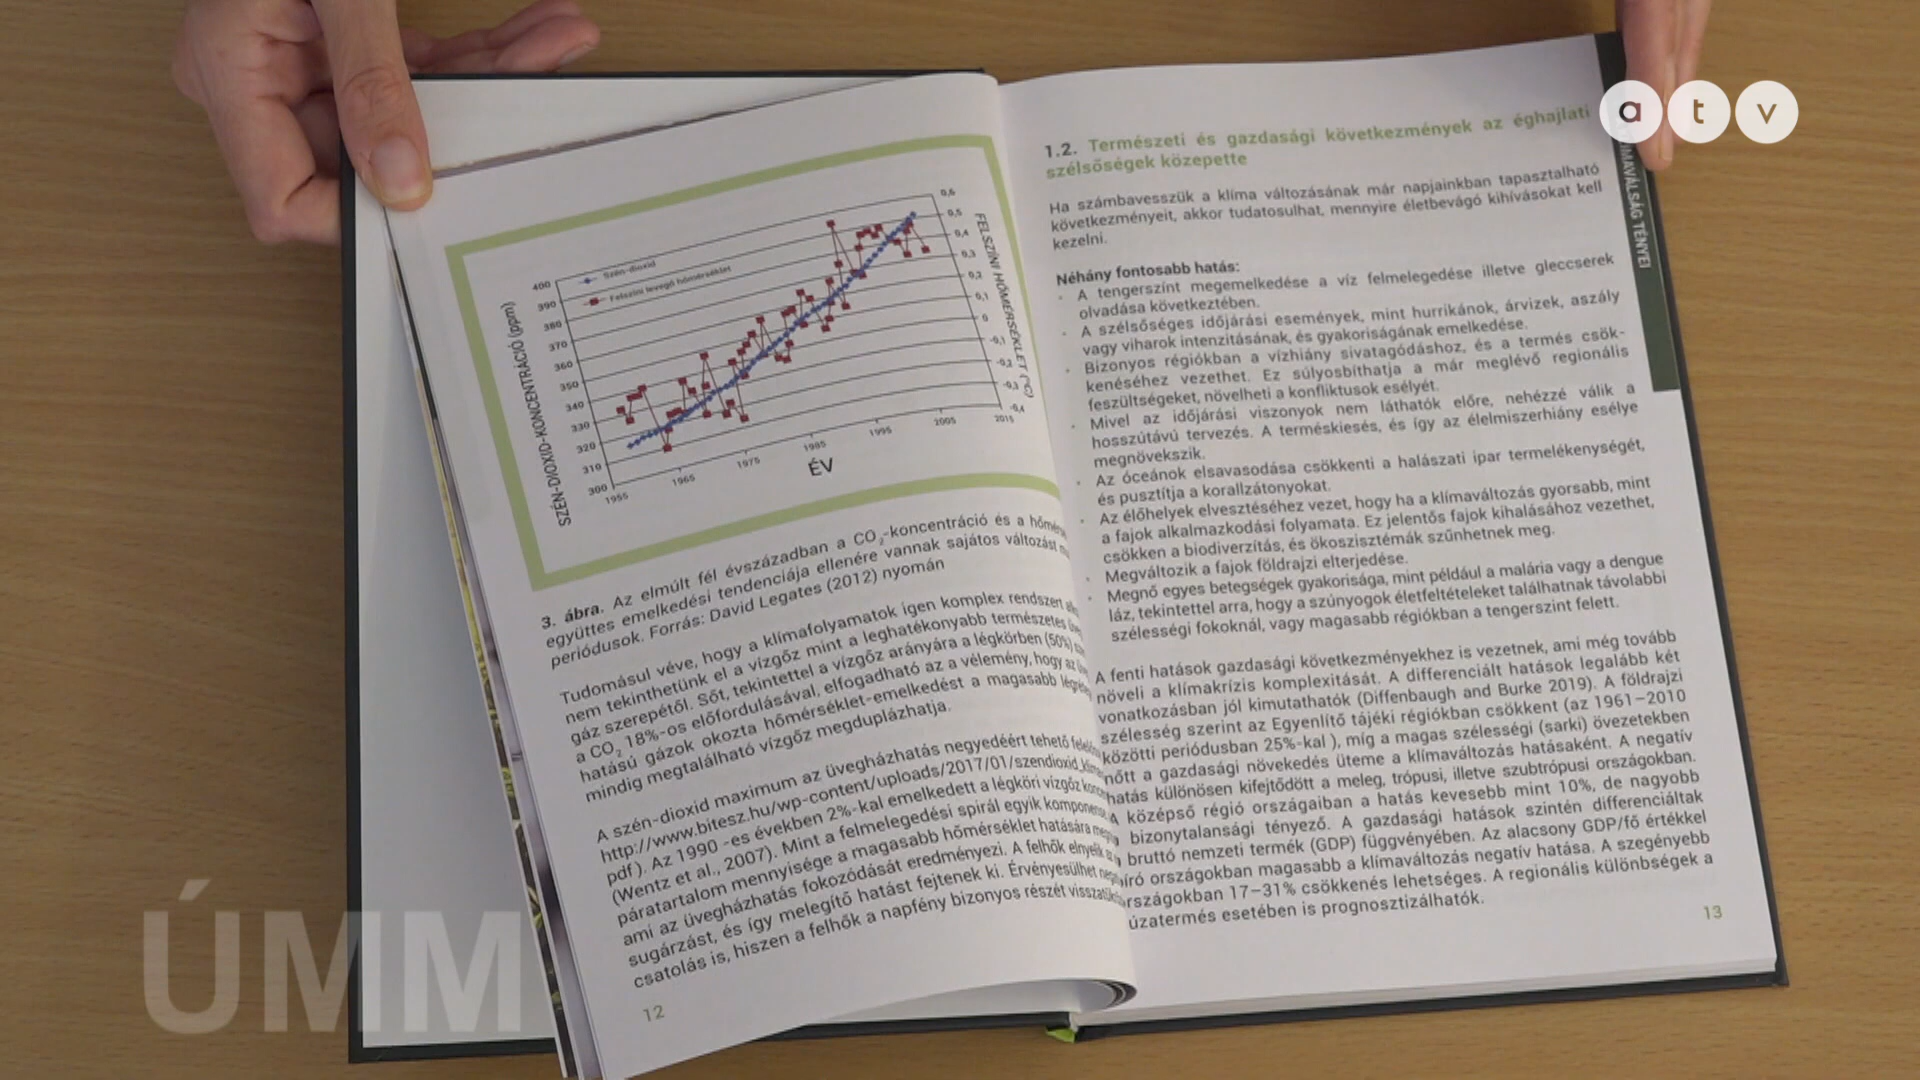 atv
400
390
380
370
360
350
340
330
320
310
300
Szén-dioxid
Felszíni levegő hőmérséklet
0,6
0,5
0,4
0,3
0,2
0,1
0
-0,1
-0,2
-0,3
-0,4
1955
1965
1975
1985
1995
2005
2015
SZÉN-DIOXID-KONCENTRÁCIÓ (ppm)
FELSZÍNI HŐMÉRSÉKLET (°C)
ÉV
3. ábra. Az elmúlt fél évszázadban a CO₂-koncentráció és a
együttes emelkedési tendenciája ellenére vannak sajátos változást
periódusok. Forrás: David Legates (2012) nyomán
Tudomásul véve, hogy a klímafolyamatok igen komplex rendszert
nem tekinthetünk el a vízgőz mint a leghatékonyabb természetes
gáz szerepétől. Sőt, tekintettel a vízgőz arányára a légkörben (50%)
a CO₂ 18%-os előfordulásával, elfogadható az a vélemény, hogy az
hatású gázok okozta hőmérséklet-emelkedést a magasabb
mindig megtalálható vízgőz megduplázhatja.
A szén-dioxid maximum az üvegházhatás negyedéért tehető
http://www.bitesz.hu/wp-content/uploads/2017/01/szendioxid_
pdf ). Az 1990 -es években 2%-kal emelkedett a légköri vízgőz
(Wentz et al., 2007). Mint a felmelegedési spirál egyik
páratartalom mennyisége a magasabb hőmérséklet hatására
ami az üvegházhatás fokozódását eredményezi. A felhők elnyelik
sugárzást, és így melegítő hatást fejtenek ki. Érvényesülhet
csatolás is, hiszen a felhők a napfény bizonyos részét
12
1.2. Természeti és gazdasági következmények az éghajlati
szélsőségek közepette
Ha számbavesszük a klíma változásának már napjainkban tapasztalható
következményeit, akkor tudatosulhat, mennyire életbevágó kihívásokat kell
kezelni.
Néhány fontosabb hatás:
· A tengerszint megemelkedése a víz felmelegedése illetve gleccserek
olvadása következtében.
· A szélsőséges időjárási események, mint hurrikánok, árvizek, aszály
vagy viharok intenzitásának, és gyakoriságának emelkedése.
· Bizonyos régiókban a vízhiány sivatagódáshoz, és a termés csök-
kenéséhez vezethet. Ez súlyosbíthatja a már meglévő regionális
feszültségeket, növelheti a konfliktusok esélyét.
· Mivel az időjárási viszonyok nem láthatók előre, nehézzé válik a
hosszútávú tervezés. A terméskiesés, és így az élelmiszerhiány esélye
megnövekszik.
· Az óceánok elsavasodása csökkenti a halászati ipar termelékenységét,
és pusztítja a korallzátonyokat.
· Az élőhelyek elvesztéséhez vezet, hogy ha a klímaváltozás gyorsabb, mint
a fajok alkalmazkodási folyamata. Ez jelentős fajok kihalásához vezethet,
csökken a biodiverzítás, és ökoszisztémák szűnhetnek meg.
· Megváltozik a fajok földrajzi elterjedése.
· Megnő egyes betegségek gyakorisága, mint például a malária vagy a dengue
láz, tekintettel arra, hogy a szúnyogok életfeltételeket találhatnak távolabbi
szélességi fokoknál, vagy magasabb régiókban a tengerszint felett.
A fenti hatások gazdasági következményekhez is vezetnek, ami még tovább
növeli a klímakrízis komplexitását. A differenciált hatások legalább két
vonatkozásban jól kimutathatók (Diffenbaugh and Burke 2019). A földrajzi
szélesség szerint az Egyenlítő tájéki régiókban csökkent (az 1961–2010
közötti periódusban 25%-kal ), míg a magas szélességi (sarki) övezetekben
nőtt a gazdasági növekedés üteme a klímaváltozás hatásaként. A negatív
hatás különösen kifejtődött a meleg, trópusi, illetve szubtrópusi országokban.
A középső régió országaiban a hatás kevesebb mint 10%, de nagyobb
bizonytalansági tényező. A gazdasági hatások szintén differenciáltak
bruttó nemzeti termék (GDP) függvényében. Az alacsony GDP/fő értékkel
bíró országokban magasabb a klímaváltozás negatív hatása. A szegényebb
országokban 17–31% csökkenés lehetséges. A regionális különbségek a
búzatermés esetében is prognosztizálhatók.
13
TÉNYEI
ÚMM